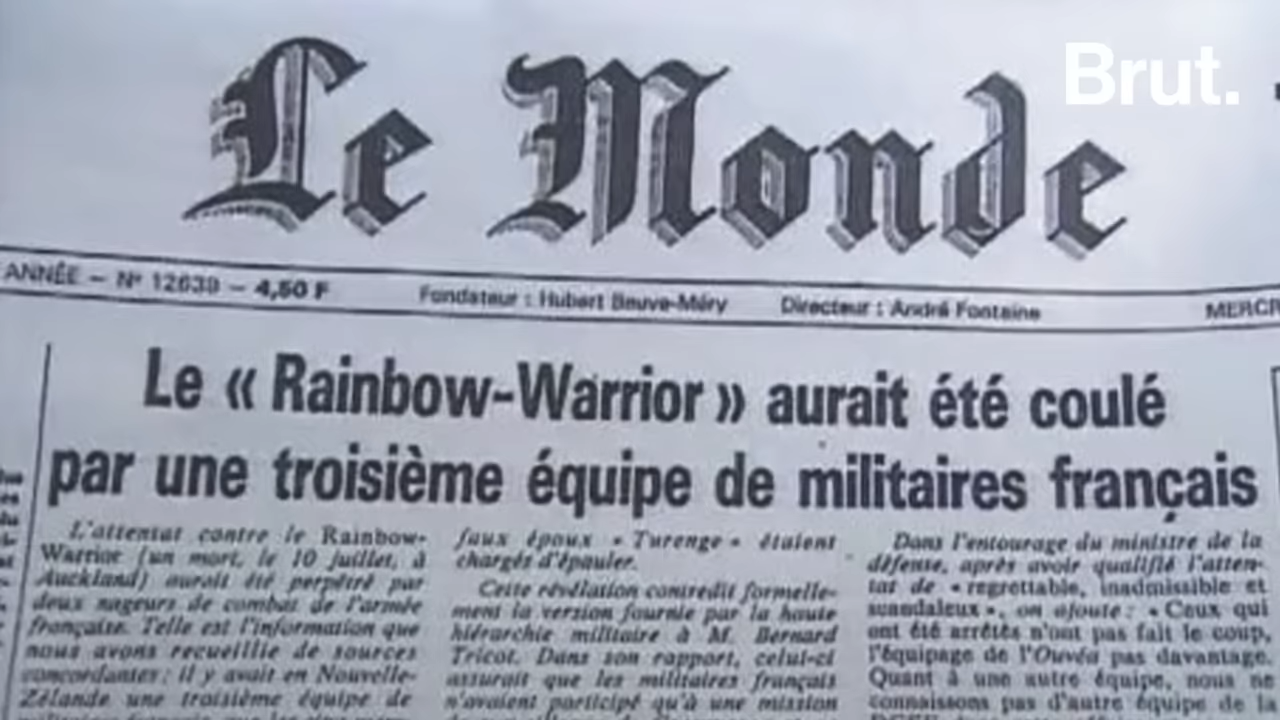 Brut.
Le Monde
ANNÉE – N° 12639 – 4,50 F
Fondateur : Hubert Beuve-Méry
Directeur : André Fontaine
MERCR
Le « Rainbow-Warrior » aurait été coulé
par une troisième équipe de militaires français
L'attentat contre le Rainbow-
Warrior (un mort, le 10 juillet, à
Auckland) aurait été perpétré par
deux nageurs de combat de l'armée
française. Telle est l'information que
nous avons recueillie de sources
concordantes : il y avait en Nouvelle-
Zélande une troisième équipe de
faux époux « Turenge » étaient
chargés d'épauler.
Cette révélation contredit formelle-
ment la version fournie par la haute
hiérarchie militaire à M. Bernard
Tricot. Dans son rapport, celui-ci
assurait que les militaires français
n'avaient participé qu'à une mission
Dans l'entourage du ministre de la
défense, après avoir qualifié l'atten-
tat de « regrettable, inadmissible et
scandaleux », on ajoute : « Ceux qui
ont été arrêtés n'ont pas fait le coup,
l'équipage de l'Ouvéa pas davantage.
Quant à une autre équipe, nous ne
connaissons pas d'autre équipe de la